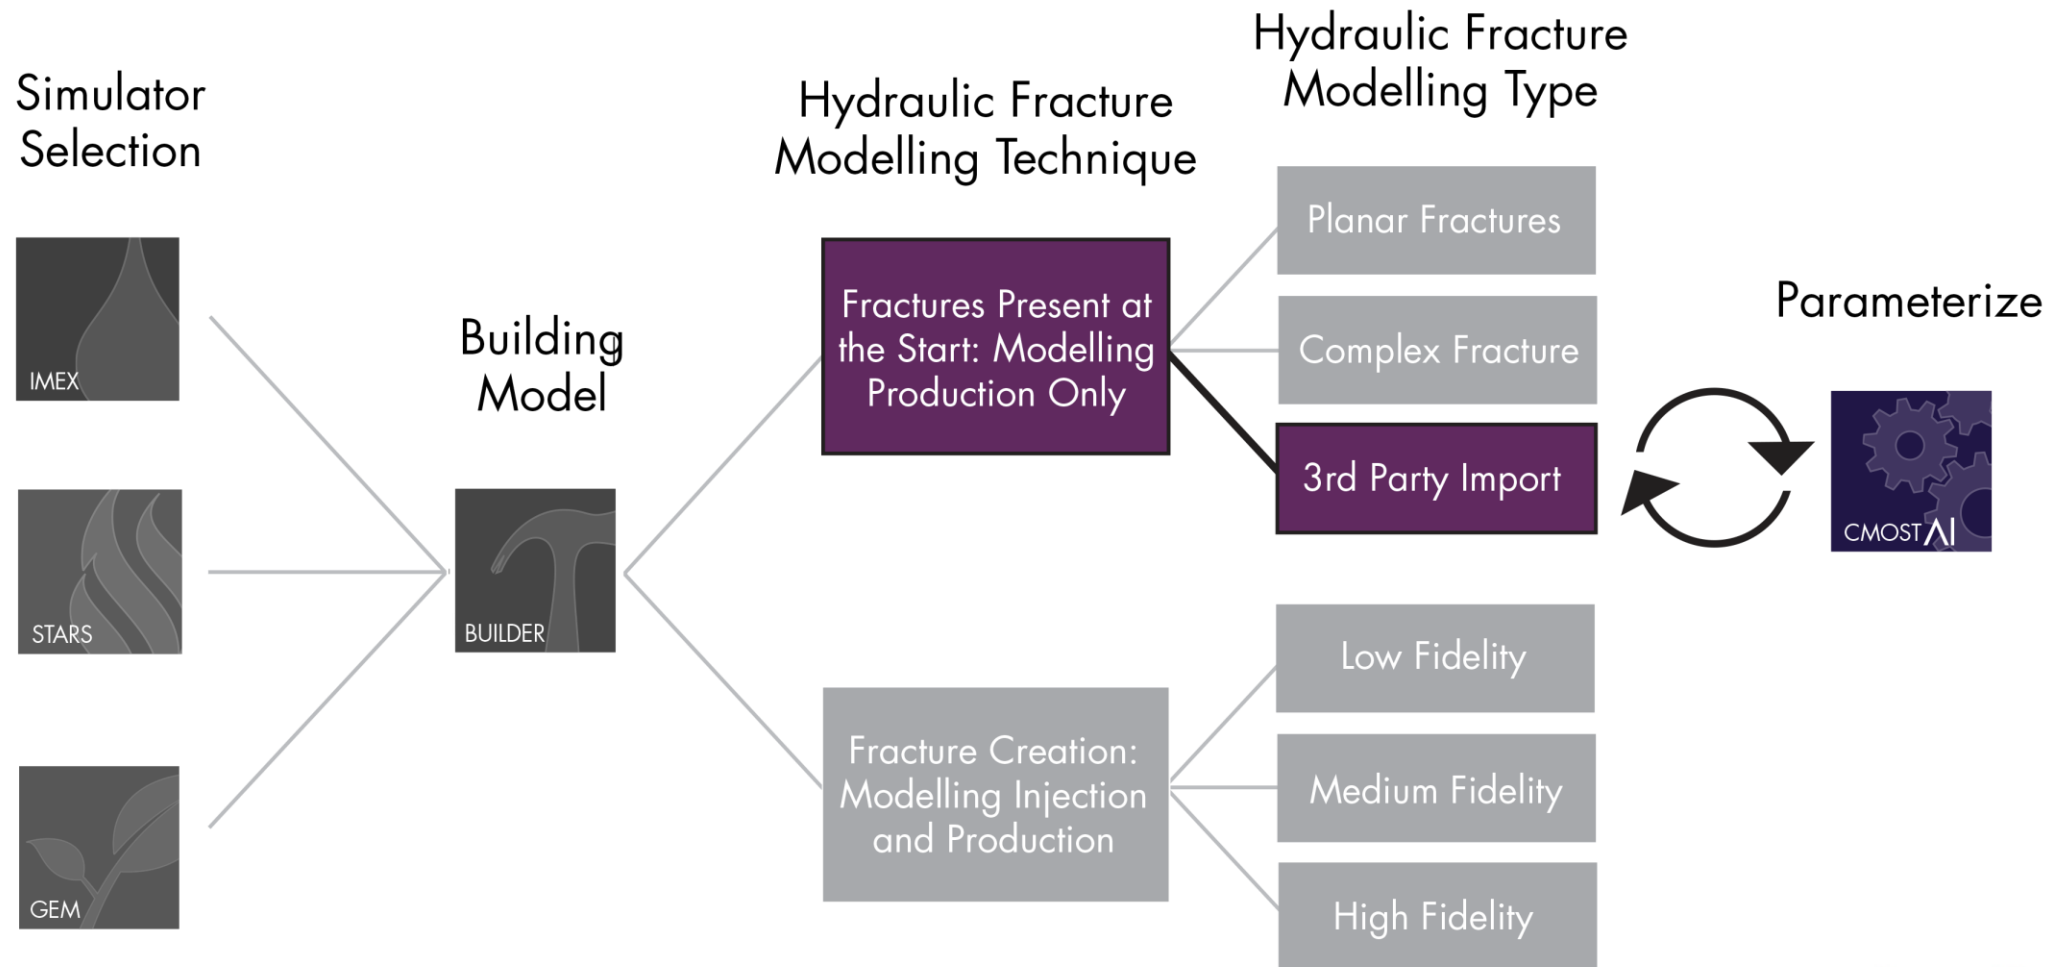 Simulator
Selection
IMEX
STARS
GEM
Building
Model
BUILDER
Hydraulic Fracture
Modelling Technique
Fractures Present at
the Start: Modelling
Production Only
Fracture Creation:
Modelling Injection
and Production
Hydraulic Fracture
Modelling Type
Planar Fractures
Complex Fracture
3rd Party Import
Low Fidelity
Medium Fidelity
High Fidelity
Parameterize
CMOST AI